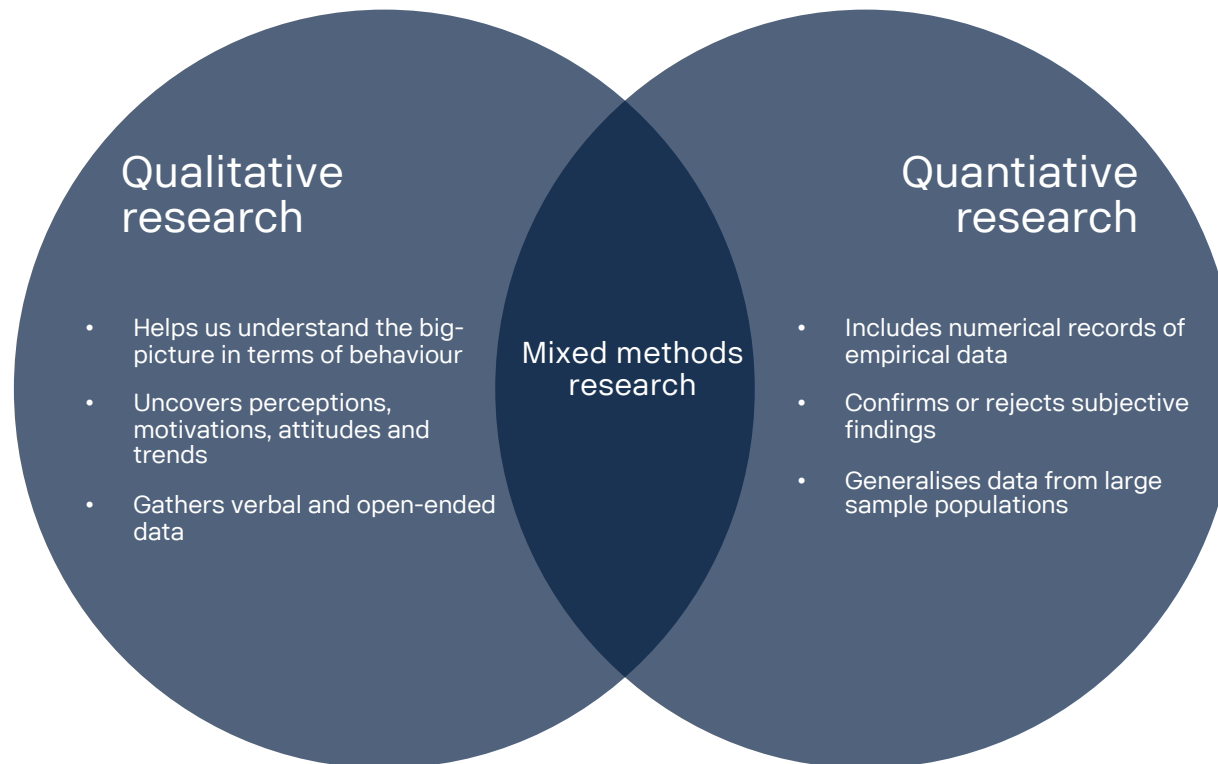 Qualitative
research
• Helps us understand the big-
picture in terms of behaviour
• Uncovers perceptions,
motivations, attitudes and
trends
• Gathers verbal and open-ended
data
Mixed methods
research
Quantiative
research
• Includes numerical records of
empirical data
• Confirms or rejects subjective
findings
• Generalises data from large
sample populations